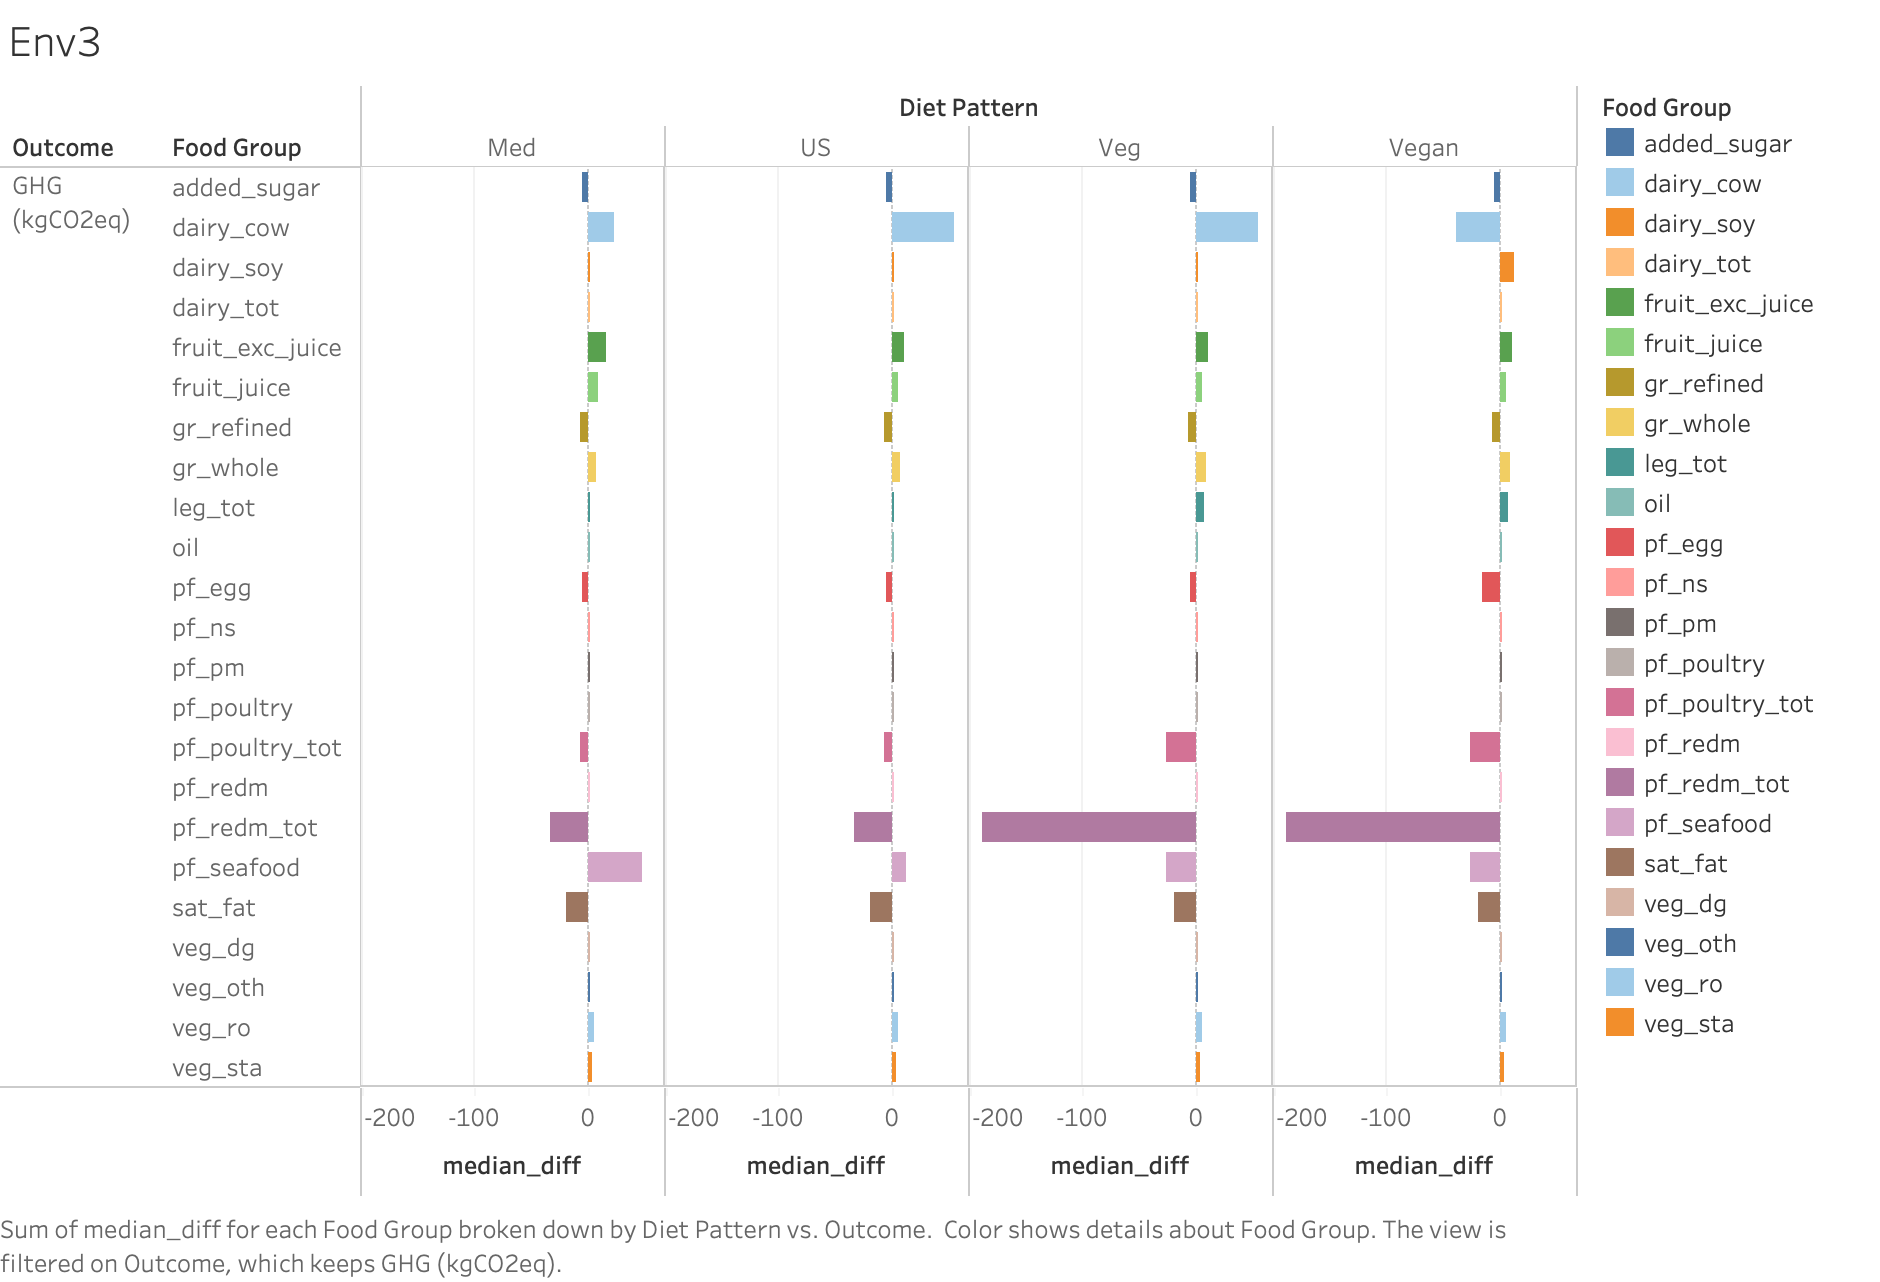 Env3
Diet Pattern
Food Group
Outcome Food Group Med US Veg Vegan
added_sugar
dairy_cow
dairy_soy
dairy_tot
fruit_exc_juice
fruit_juice
gr_refined
gr_whole
leg_tot
oil
pf_egg
pf_ns
pf_pm
pf_poultry
pf_poultry_tot
pf_redm
pf_redm_tot
pf_seafood
sat_fat
veg_dg
veg_oth
veg_ro
veg_sta
GHG
(kgCO2eq)
added_sugar
dairy_cow
dairy_soy
dairy_tot
fruit_exc_juice
fruit_juice
gr_refined
gr_whole
leg_tot
oil
pf_egg
pf_ns
pf_pm
pf_poultry
pf_poultry_tot
pf_redm
pf_redm_tot
pf_seafood
sat_fat
veg_dg
veg_oth
veg_ro
veg_sta
-200 -100 0 -200 -100 0 -200 -100 0 -200 -100 0
median_diff median_diff median_diff median_diff
Sum of median_diff for each Food Group broken down by Diet Pattern vs. Outcome.  Color shows details about Food Group. The view is
filtered on Outcome, which keeps GHG (kgCO2eq).